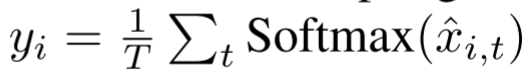 $y_i = \frac{1}{T} \sum_t \text{Softmax}(\hat{x}_{i,t})$